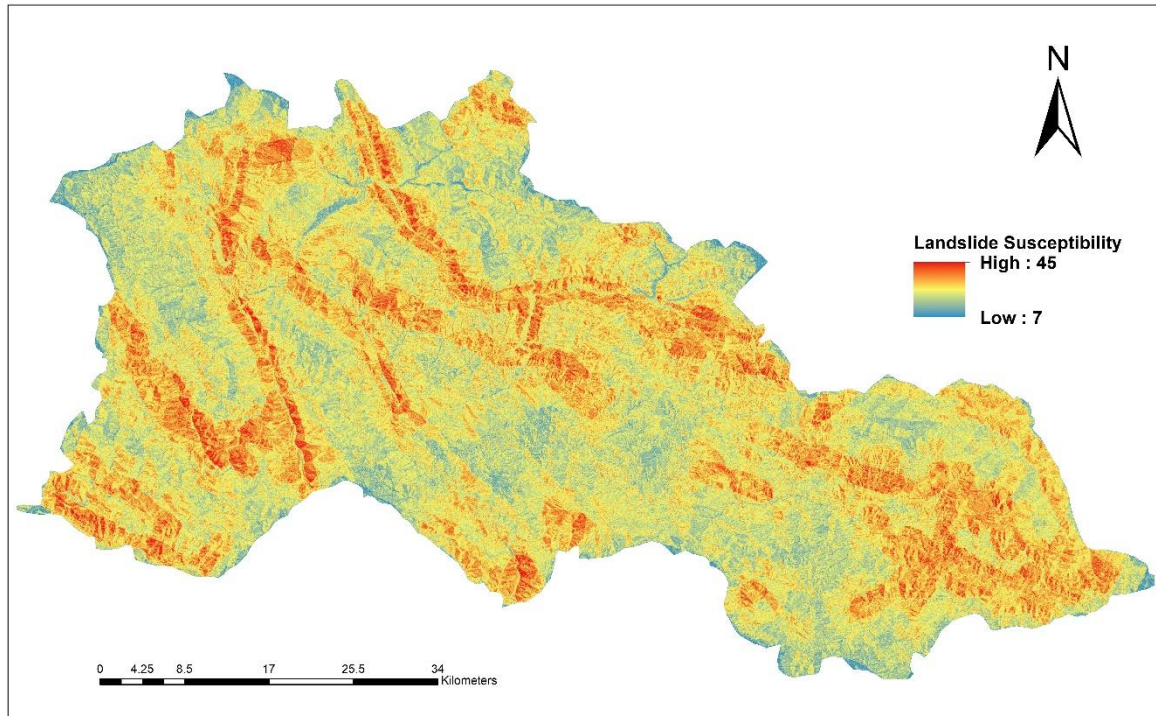 N
Landslide Susceptibility
High : 45
Low : 7
0 4.25 8.5 17 25.5 34
Kilometers